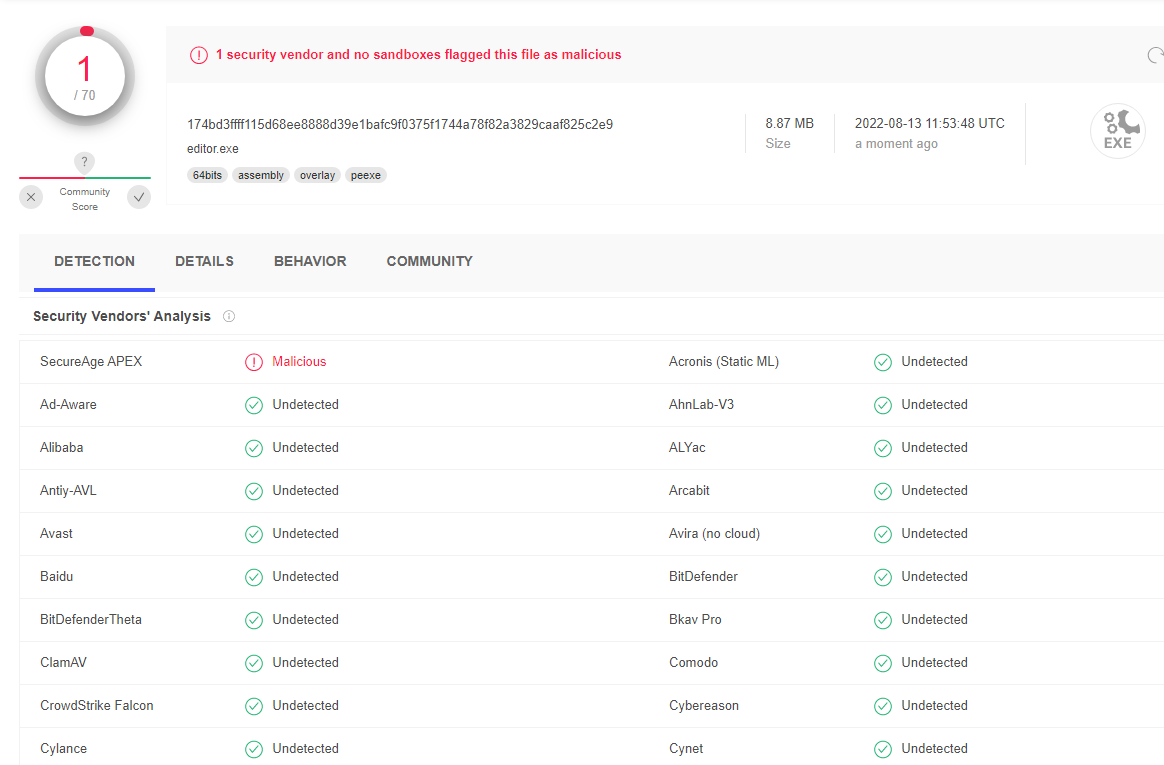 1
/ 70
?
Community
Score
1 security vendor and no sandboxes flagged this file as malicious
174bd3ffff115d68ee8888d39e1bafc9f0375f1744a78f82a3829caaf825c2e9
editor.exe
64bits assembly overlay peexe
8.87 MB
Size
2022-08-13 11:53:48 UTC
a moment ago
EXE
DETECTION DETAILS BEHAVIOR COMMUNITY
Security Vendors' Analysis
SecureAge APEX Malicious Acronis (Static ML) Undetected
Ad-Aware Undetected AhnLab-V3 Undetected
Alibaba Undetected ALYac Undetected
Antiy-AVL Undetected Arcabit Undetected
Avast Undetected Avira (no cloud) Undetected
Baidu Undetected BitDefender Undetected
BitDefenderTheta Undetected Bkav Pro Undetected
ClamAV Undetected Comodo Undetected
CrowdStrike Falcon Undetected Cybereason Undetected
Cylance Undetected Cynet Undetected